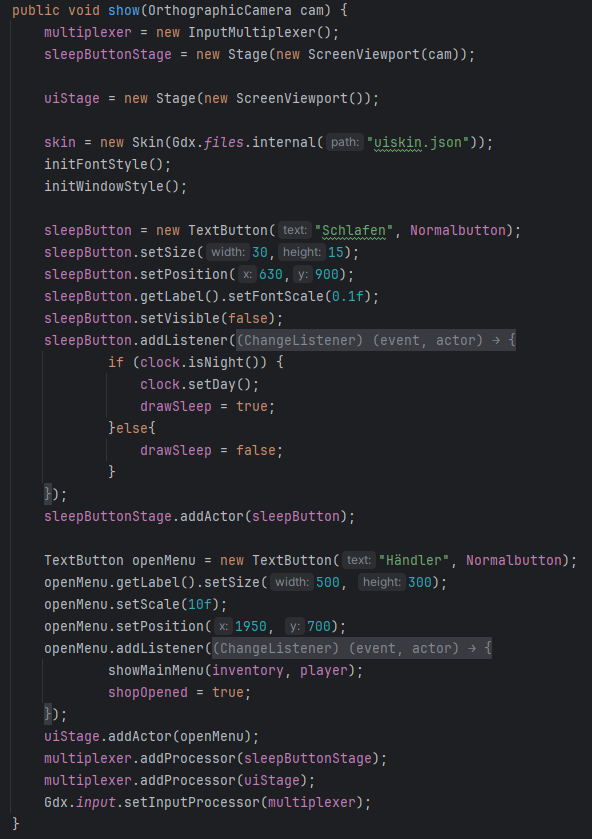 public void show(OrthographicCamera cam) {
multiplexer = new InputMultiplexer();
sleepButtonStage = new Stage(new ScreenViewport(cam));
uiStage = new Stage(new ScreenViewport());
skin = new Skin(Gdx.files.internal( path: "uiskin.json"));
initFontStyle();
initWindowStyle();
sleepButton = new TextButton( text: "Schlafen", Normalbutton);
sleepButton.setSize( width: 30, height: 15);
sleepButton.setPosition( x: 630, y: 900);
sleepButton.getLabel().setFontScale(0.1f);
sleepButton.setVisible(false);
sleepButton.addListener((ChangeListener) (event, actor) → {
if (clock.isNight()) {
clock.setDay();
drawSleep = true;
}else{
drawSleep = false;
}
});
sleepButtonStage.addActor(sleepButton);
TextButton openMenu = new TextButton( text: "Händler", Normalbutton);
openMenu.getLabel().setSize( width: 500, height: 300);
openMenu.setScale(10f);
openMenu.setPosition( x: 1950, y: 700);
openMenu.addListener((ChangeListener) (event, actor) → {
showMainMenu(inventory, player);
shopOpened = true;
});
uiStage.addActor(openMenu);
multiplexer.addProcessor(sleepButtonStage);
multiplexer.addProcessor(uiStage);
Gdx.input.setInputProcessor(multiplexer);
}